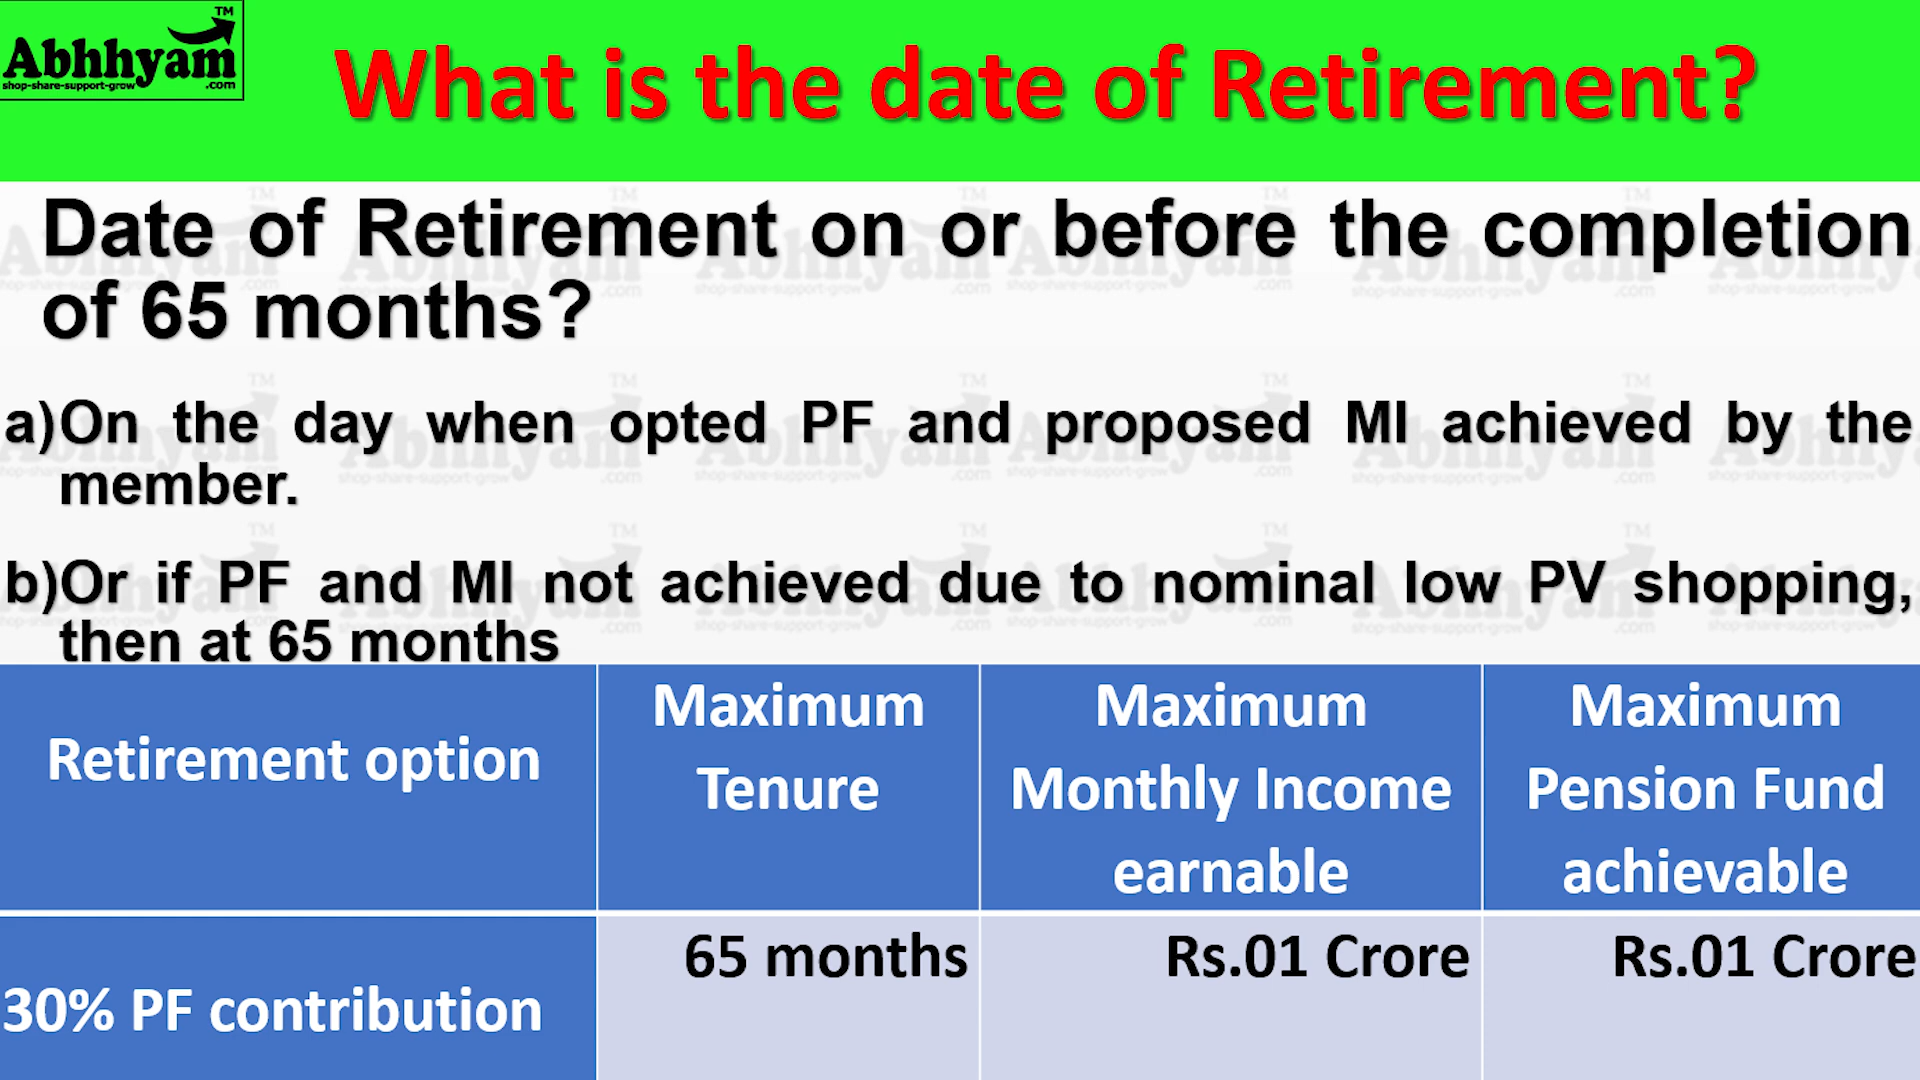 TM
Abhhyam
shop-share-support-grow
.com
What is the date of Retirement?
Date of Retirement on or before the completion
of 65 months?
a)On the day when opted PF and proposed MI achieved by the
member.
b)Or if PF and MI not achieved due to nominal low PV shopping,
then at 65 months
Retirement option
Maximum
Tenure
Maximum
Monthly Income
earnable
Maximum
Pension Fund
achievable
30% PF contribution
65 months
Rs.01 Crore
Rs.01 Crore